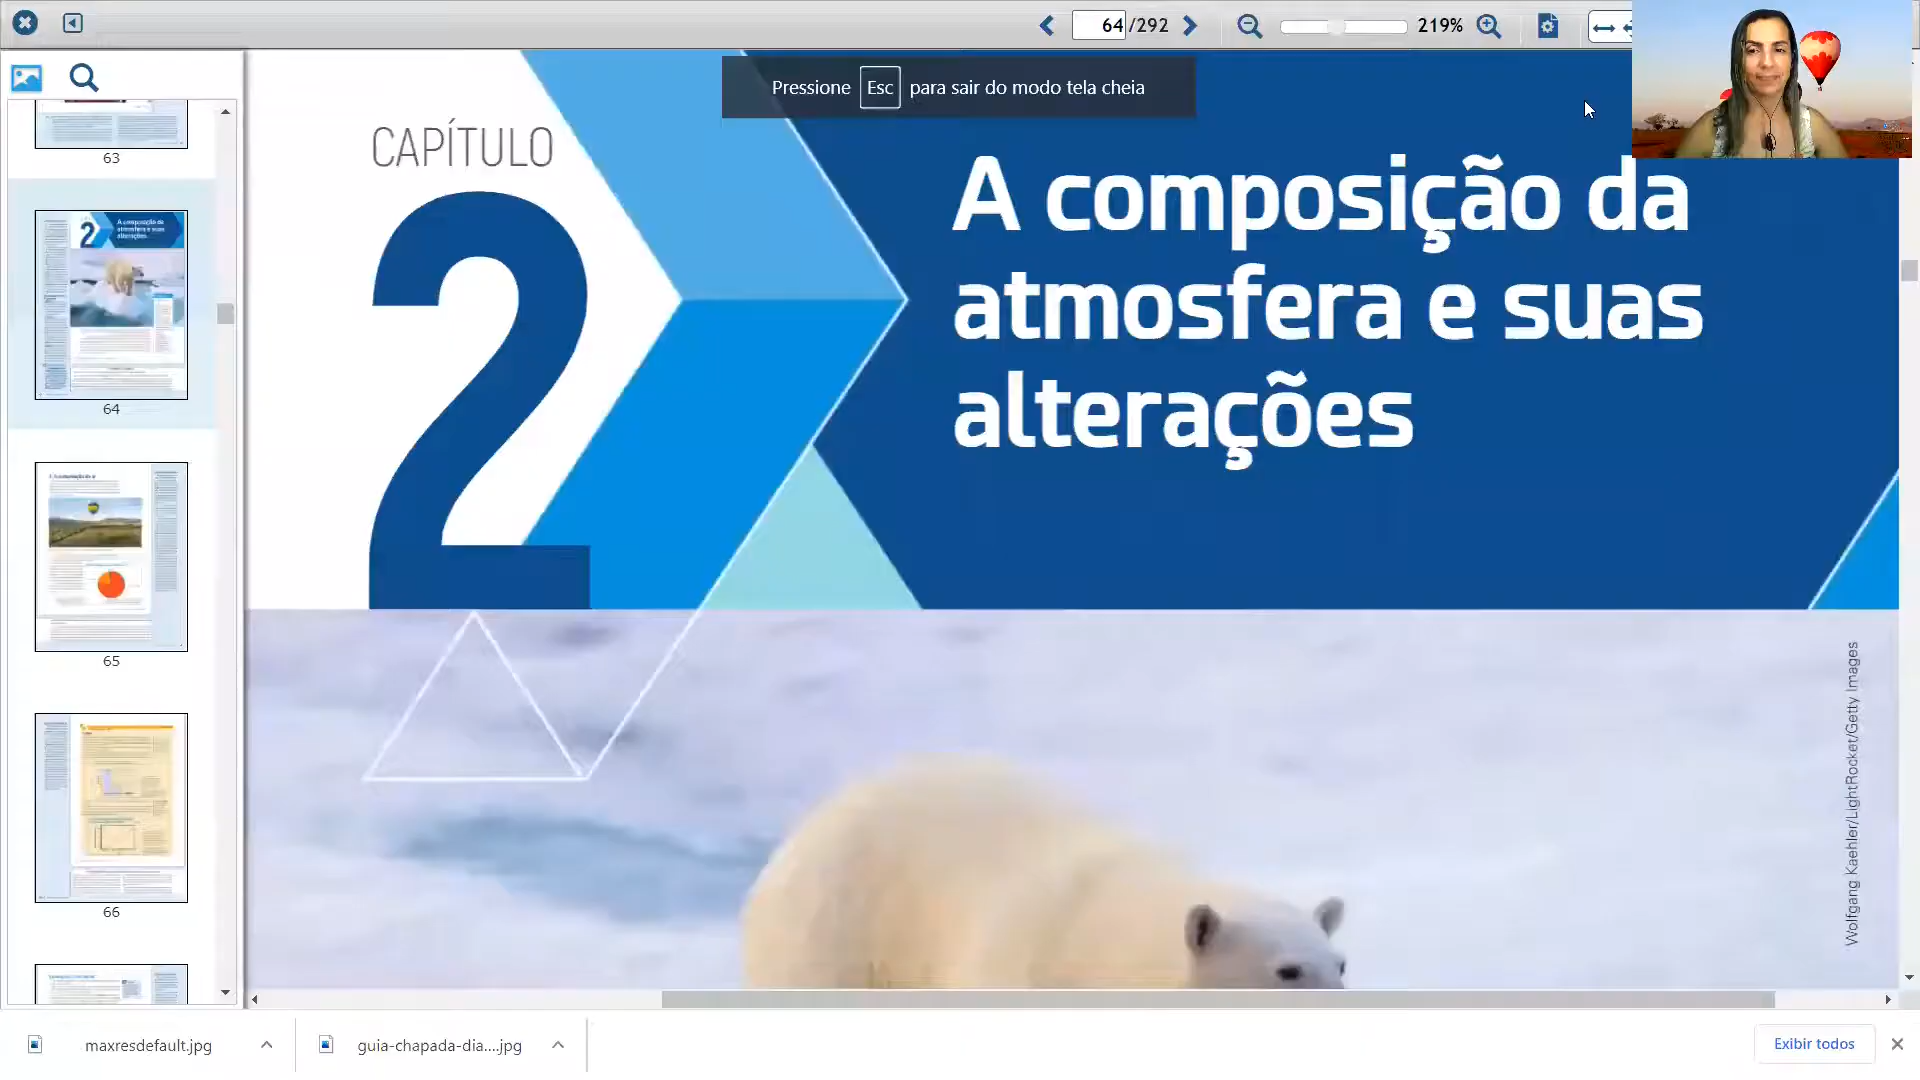 64 /292
219%
Pressione Esc para sair do modo tela cheia
63
64
65
66
CAPÍTULO
2
A composição da
atmosfera e suas
alterações
Wolfgang Kaehler/LightRocket/Getty Images
maxresdefault.jpg
guia-chapada-dia....jpg
Exibir todos